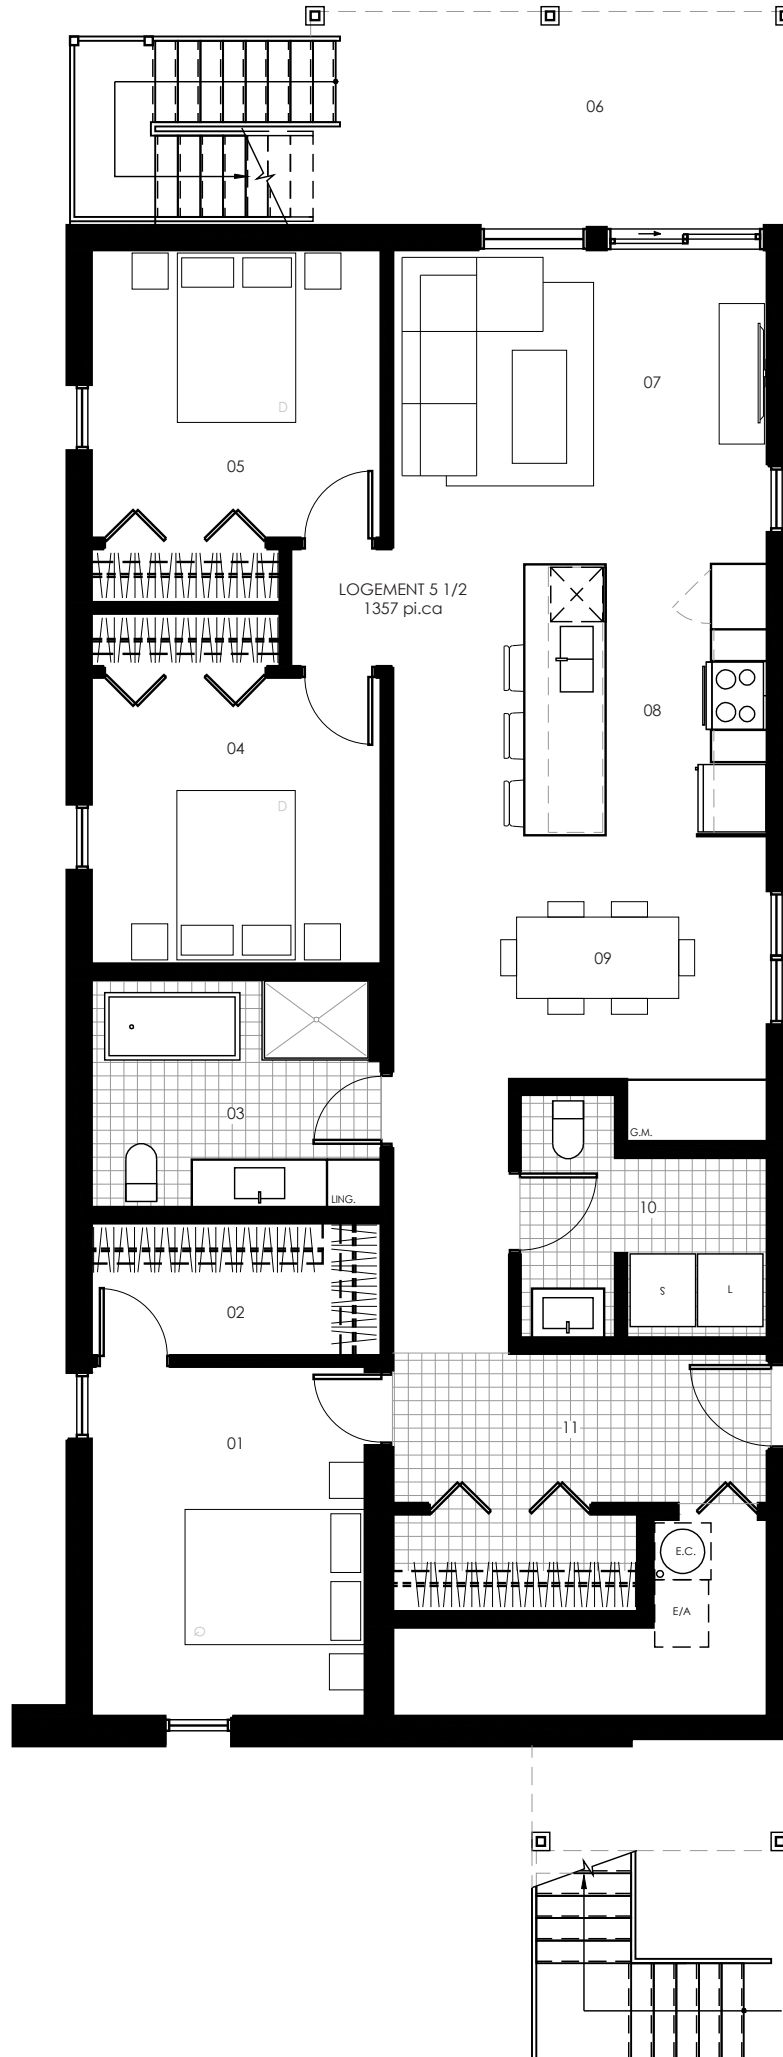 06
07
D
05
LOGEMENT 5 1/2
1357 pi.ca
08
04
D
09
03
G.M.
LING.
10
S
L
02
11
01
E.C.
E/A
Q